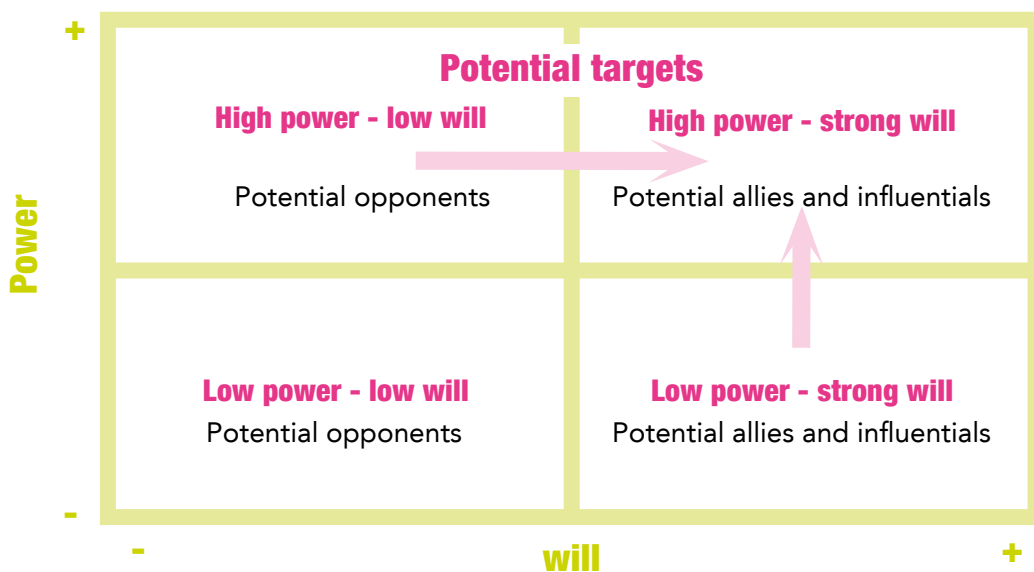 +
Potential targets
High power - low will
High power - strong will
Potential opponents
Potential allies and influentials
Power
Low power - low will
Low power - strong will
Potential opponents
Potential allies and influentials
-
-
will
+